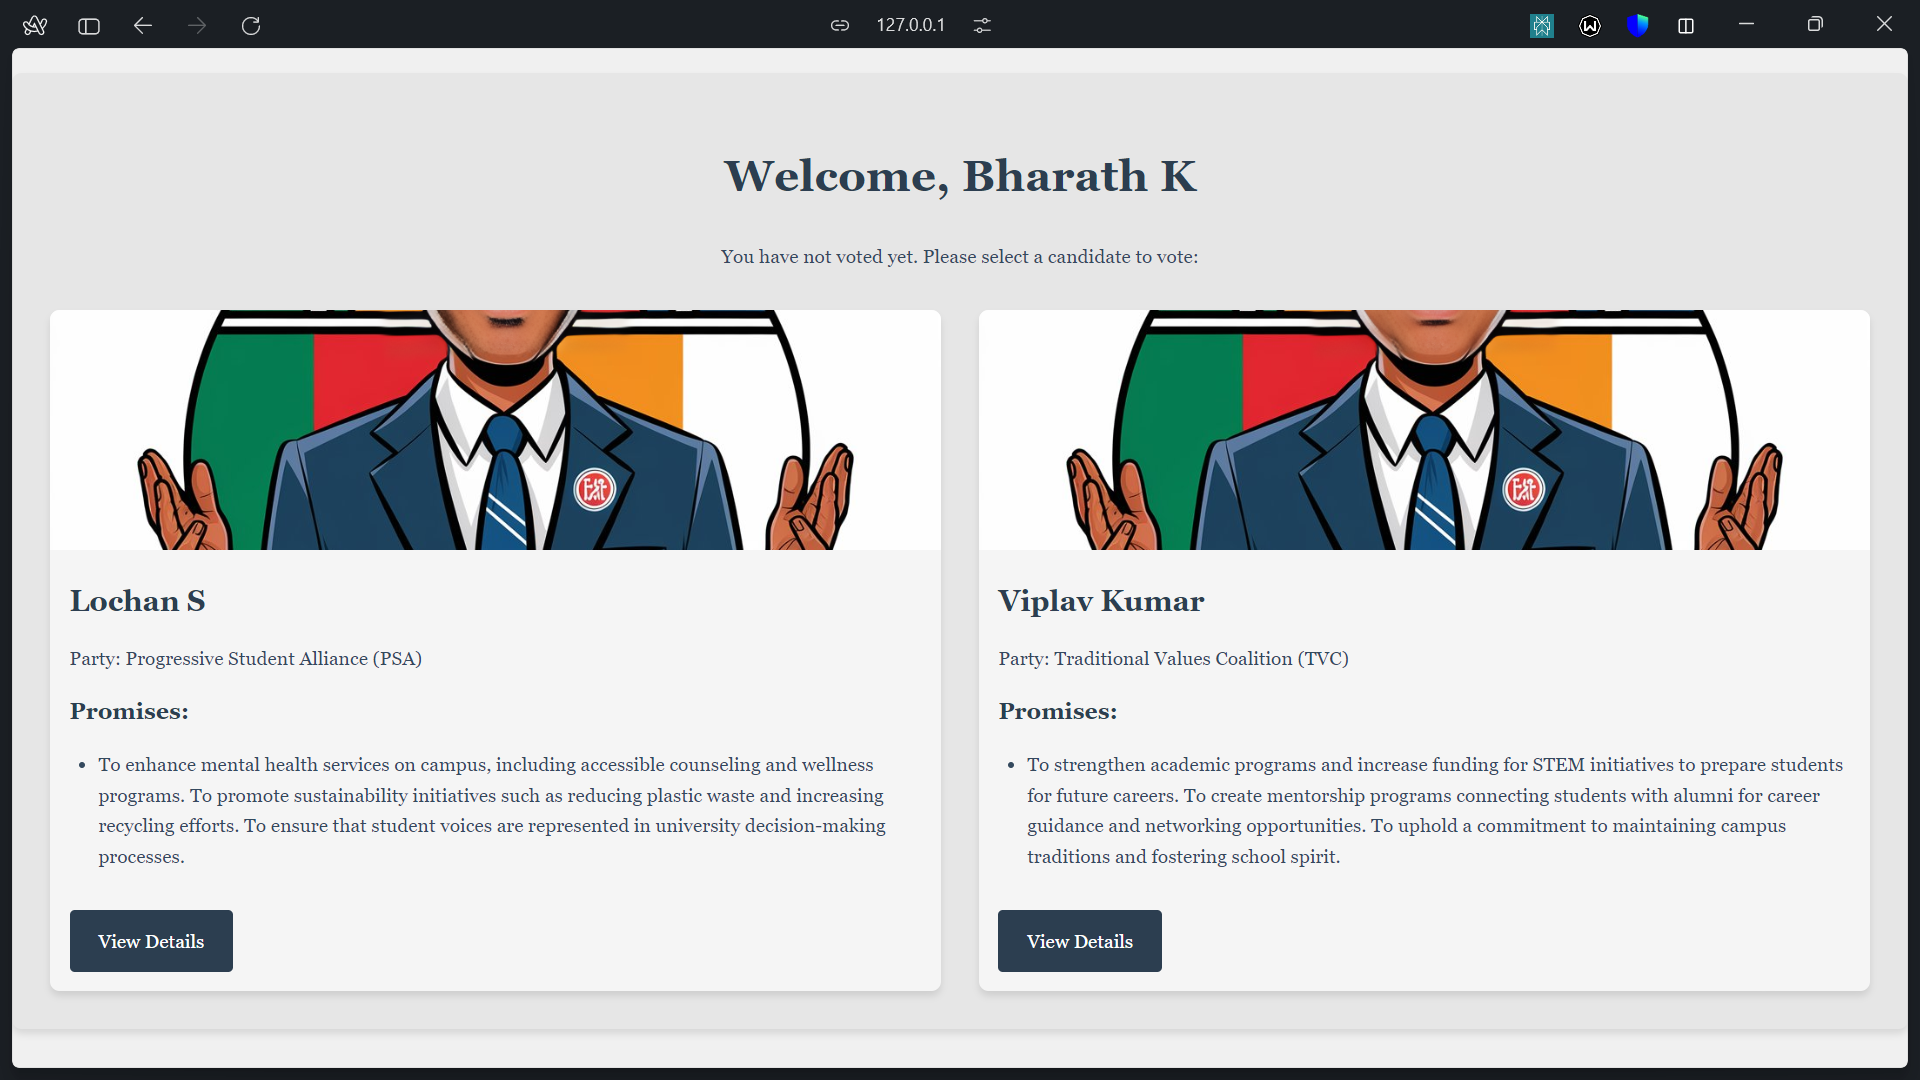 127.0.0.1
Welcome, Bharath K
You have not voted yet. Please select a candidate to vote:
Lochan S
Party: Progressive Student Alliance (PSA)
Promises:
• To enhance mental health services on campus, including accessible counseling and wellness
programs. To promote sustainability initiatives such as reducing plastic waste and increasing
recycling efforts. To ensure that student voices are represented in university decision-making
processes.
View Details
Viplav Kumar
Party: Traditional Values Coalition (TVC)
Promises:
• To strengthen academic programs and increase funding for STEM initiatives to prepare students
for future careers. To create mentorship programs connecting students with alumni for career
guidance and networking opportunities. To uphold a commitment to maintaining campus
traditions and fostering school spirit.
View Details